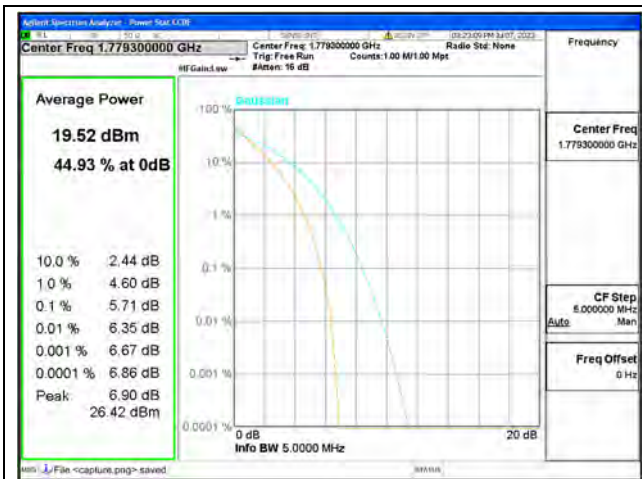 Agilent Spectrum Analyzer - Power Stat CCDF
Center Freq 1.779300000 GHz
Center Freq: 1.779300000 GHz
Radio Std: None
Trig: Free Run
Counts:1.00 M/1.00 Mpt
#IFGain:Low
#Atten: 16 dB
Frequency
Average Power
19.52 dBm
44.93 % at 0dB
10.0 % 2.44 dB
1.0 % 4.60 dB
0.1 % 5.71 dB
0.01 % 6.35 dB
0.001 % 6.67 dB
0.0001 % 6.86 dB
Peak 6.90 dB
26.42 dBm
Gaussian
100 %
10 %
1 %
0.1 %
0.01 %
0.001 %
0.0001 %
0 dB
20 dB
Info BW 5.0000 MHz
Center Freq
1.779300000 GHz
CF Step
5.000000 MHz
Auto Man
Freq Offset
0 Hz
MSG File <capture.png> saved
STATUS